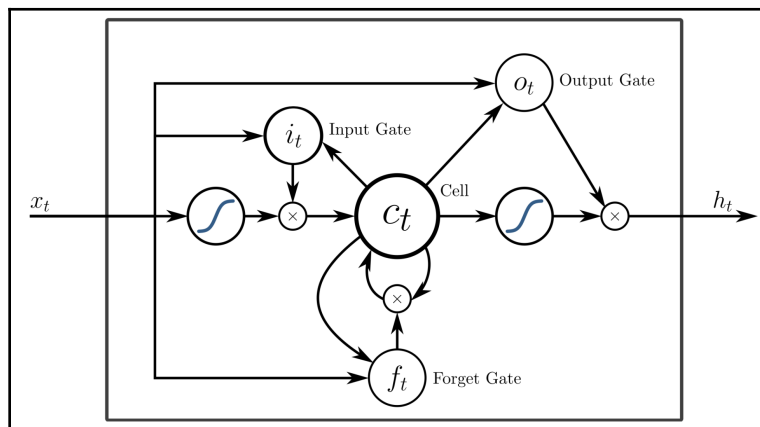 o_t Output Gate
i_t Input Gate
x_t
×
c_t Cell
×
h_t
×
f_t Forget Gate